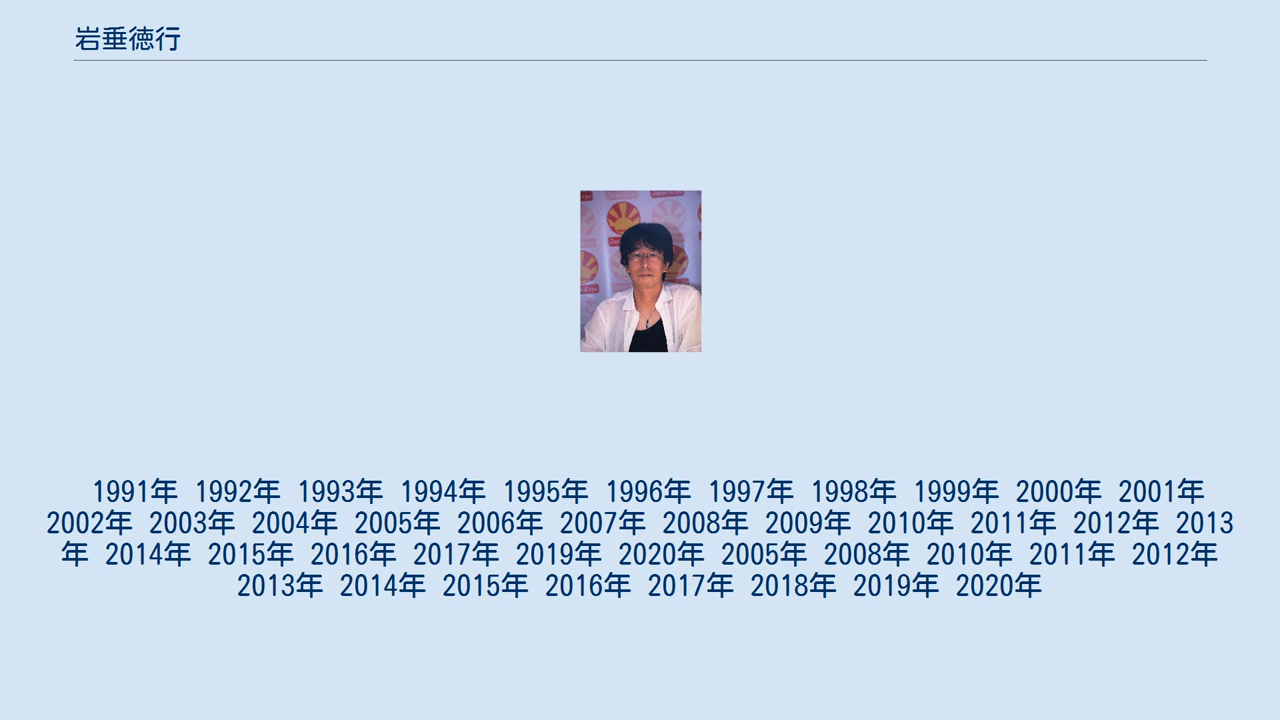 岩垂徳行
1991年 1992年 1993年 1994年 1995年 1996年 1997年 1998年 1999年 2000年 2001年
2002年 2003年 2004年 2005年 2006年 2007年 2008年 2009年 2010年 2011年 2012年 2013
年 2014年 2015年 2016年 2017年 2019年 2020年 2005年 2008年 2010年 2011年 2012年
2013年 2014年 2015年 2016年 2017年 2018年 2019年 2020年